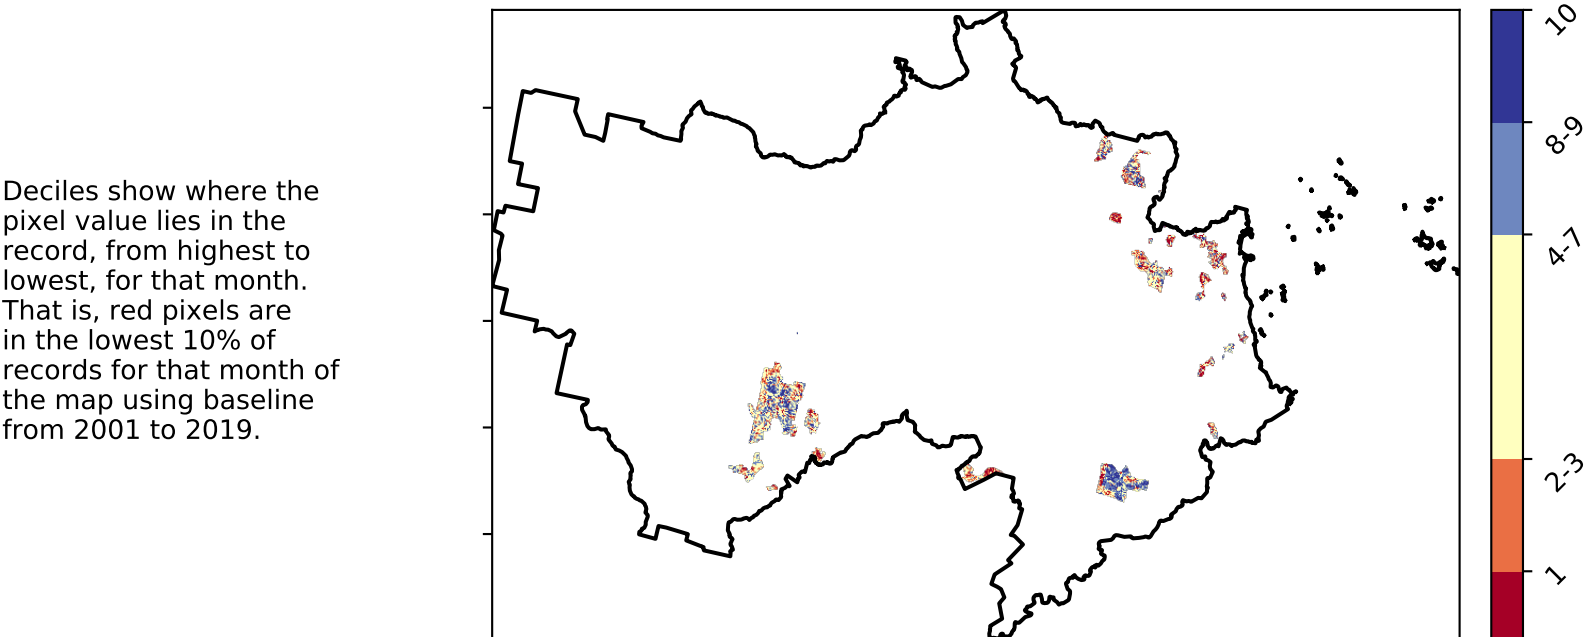 Deciles show where the
pixel value lies in the
record, from highest to
lowest, for that month.
That is, red pixels are
in the lowest 10% of
records for that month of
the map using baseline
from 2001 to 2019.
10
8-9
4-7
2-3
1